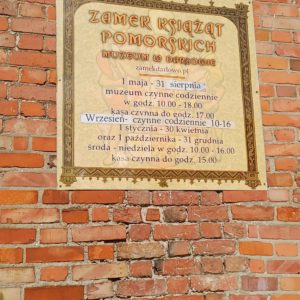 ZAMEK KSIĄŻĄT
POMORSKICH
MUZEUM W DARŁOWIE
zamekdarlowo.pl
1 maja - 31 sierpnia
muzeum czynne codziennie
w godz. 10.00 - 18.00
kasa czynna do godz. 17.00
Wrzesień- czynne codziennie 10-16
1 stycznia - 30 kwietnia
oraz 1 października - 31 grudnia
środa - niedziela w godz. 10.00 - 16.00
kasa czynna do godz. 15.00